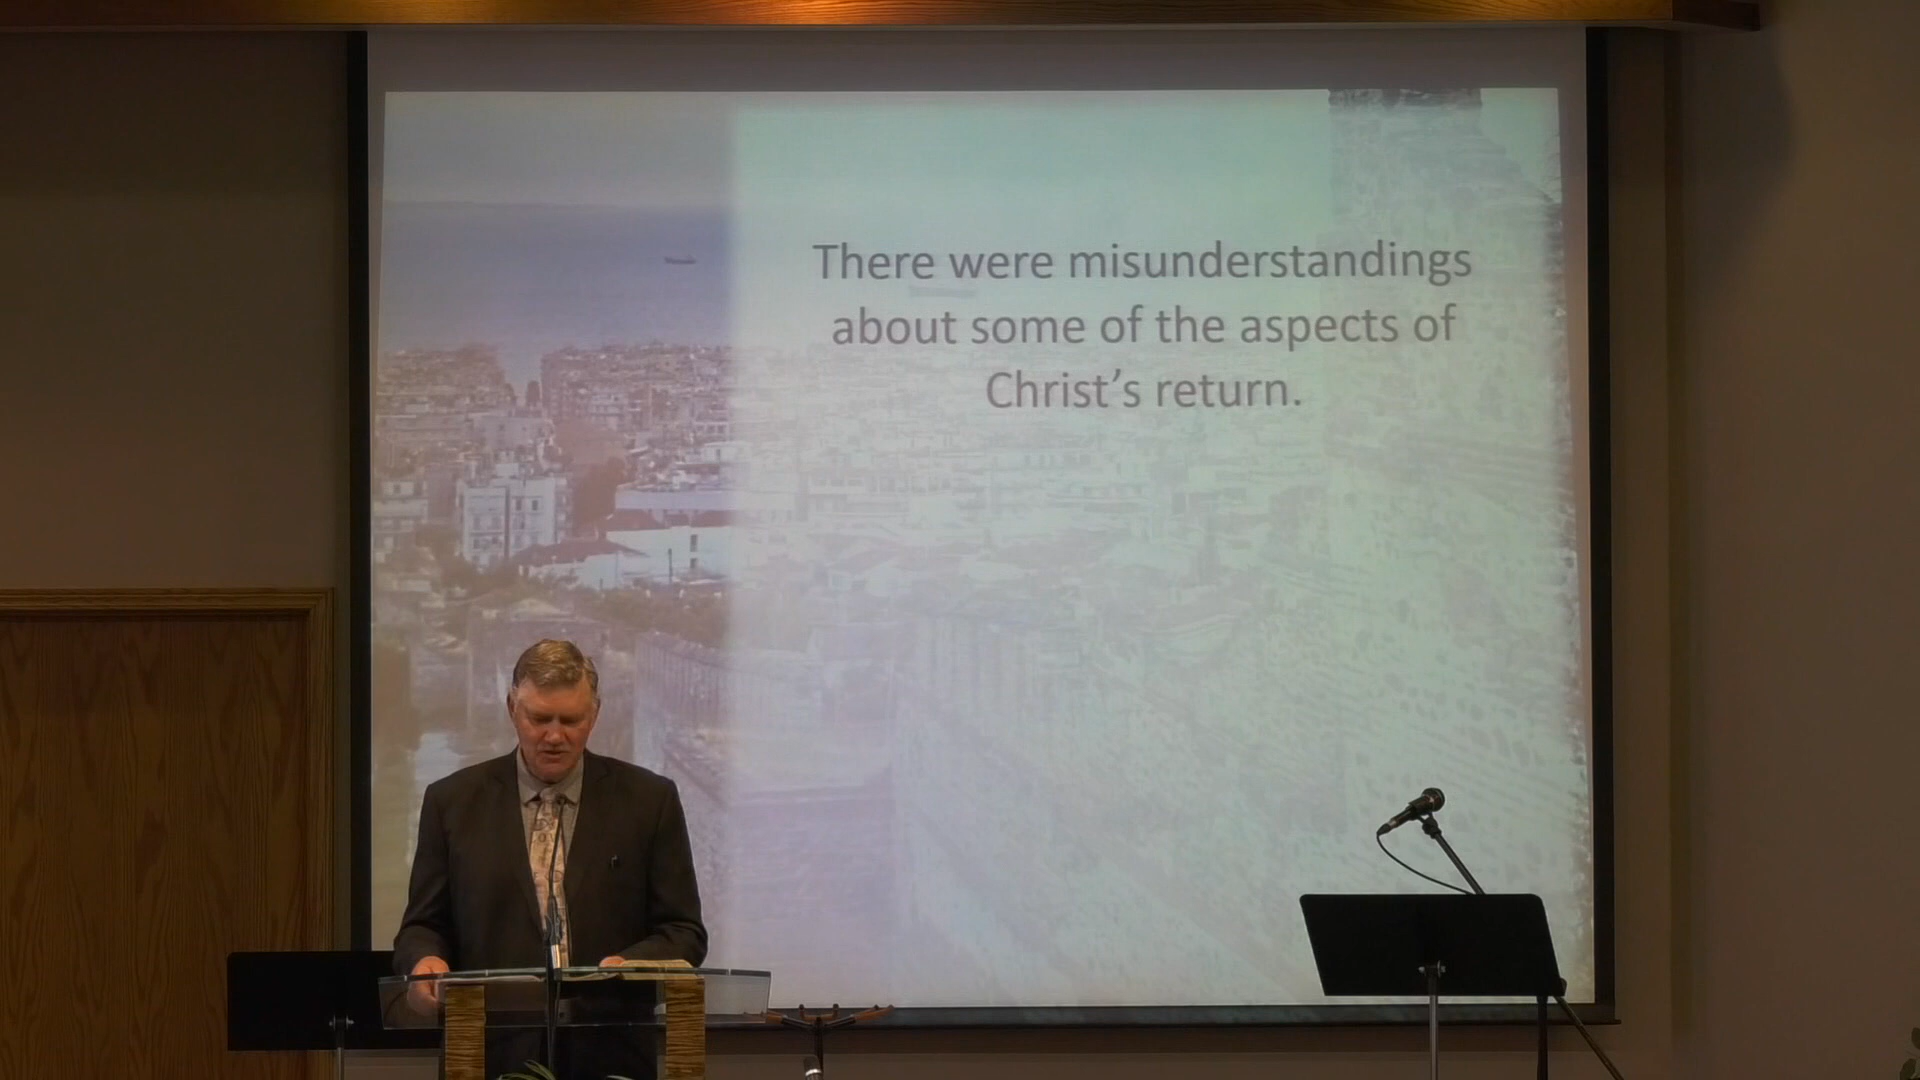 There were misunderstandings
about some of the aspects of
Christ’s return.